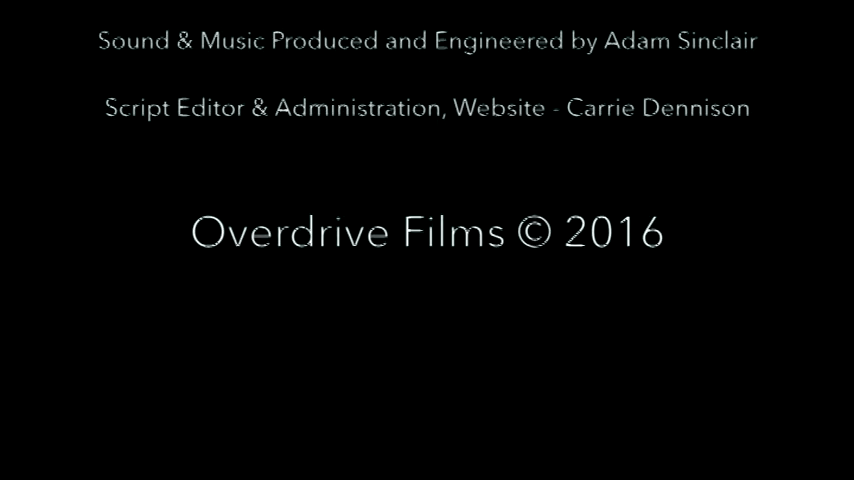 Sound & Music Produced and Engineered by Adam Sinclair
Script Editor & Administration, Website - Carrie Dennison
Overdrive Films © 2016